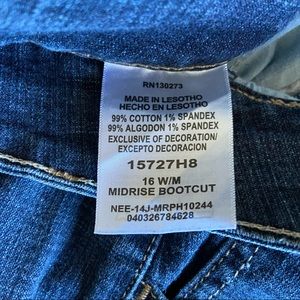 RN130273
MADE IN LESOTHO
HECHO EN LESOTHO
99% COTTON 1% SPANDEX
99% ALGODON 1% SPANDEX
EXCLUSIVE OF DECORATION/
EXCEPTO DECORACION
15727H8
16 W/M
MIDRISE BOOTCUT
NEE-14J-MRPH10244
040326784628